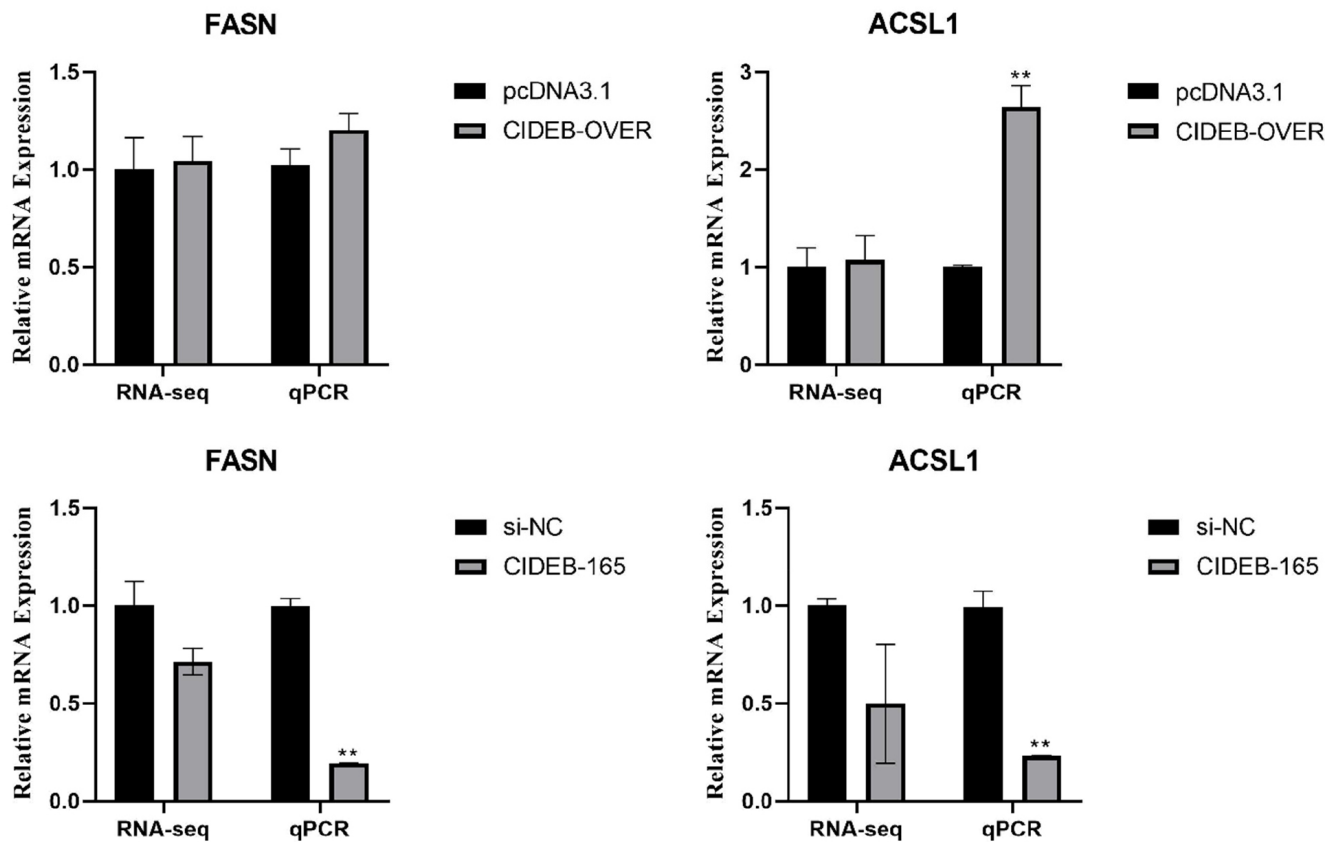 FASN
Relative mRNA Expression
1.5
1.0
0.5
0.0
RNA-seq
qPCR
pcDNA3.1
CIDEB-OVER
ACSL1
Relative mRNA Expression
3
2
1
0
**
RNA-seq
qPCR
pcDNA3.1
CIDEB-OVER
FASN
Relative mRNA Expression
1.5
1.0
0.5
0.0
**
RNA-seq
qPCR
si-NC
CIDEB-165
ACSL1
Relative mRNA Expression
1.5
1.0
0.5
0.0
**
RNA-seq
qPCR
si-NC
CIDEB-165